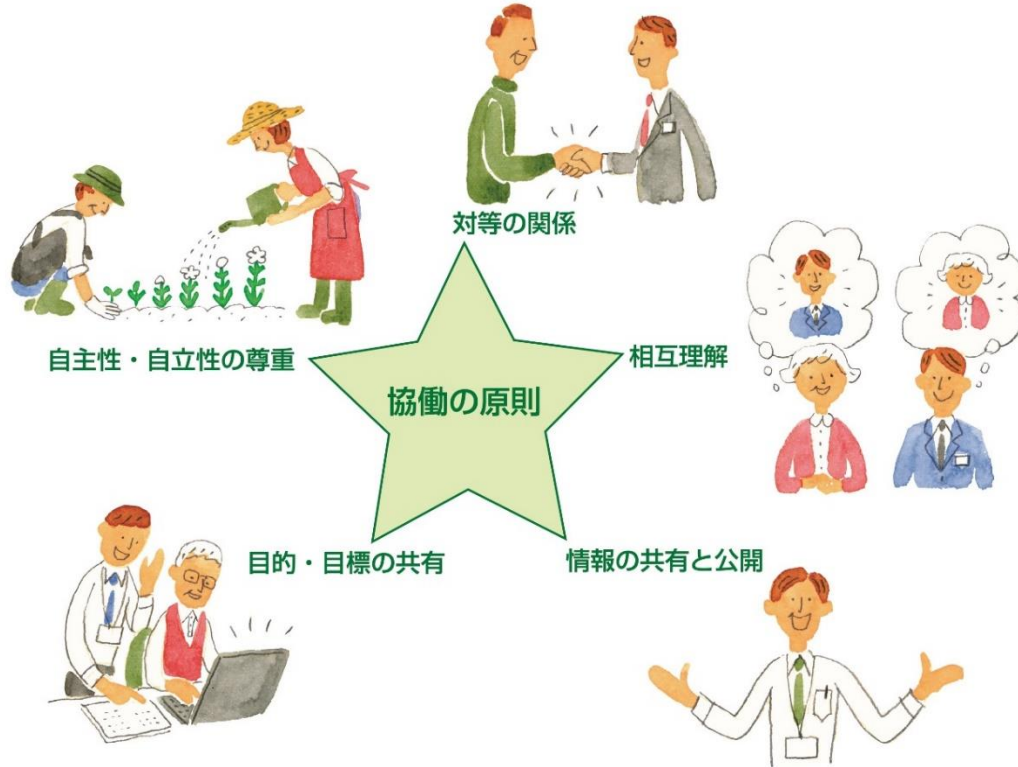 対等の関係
自主性・自立性の尊重
相互理解
協働の原則
目的・目標の共有
情報の共有と公開